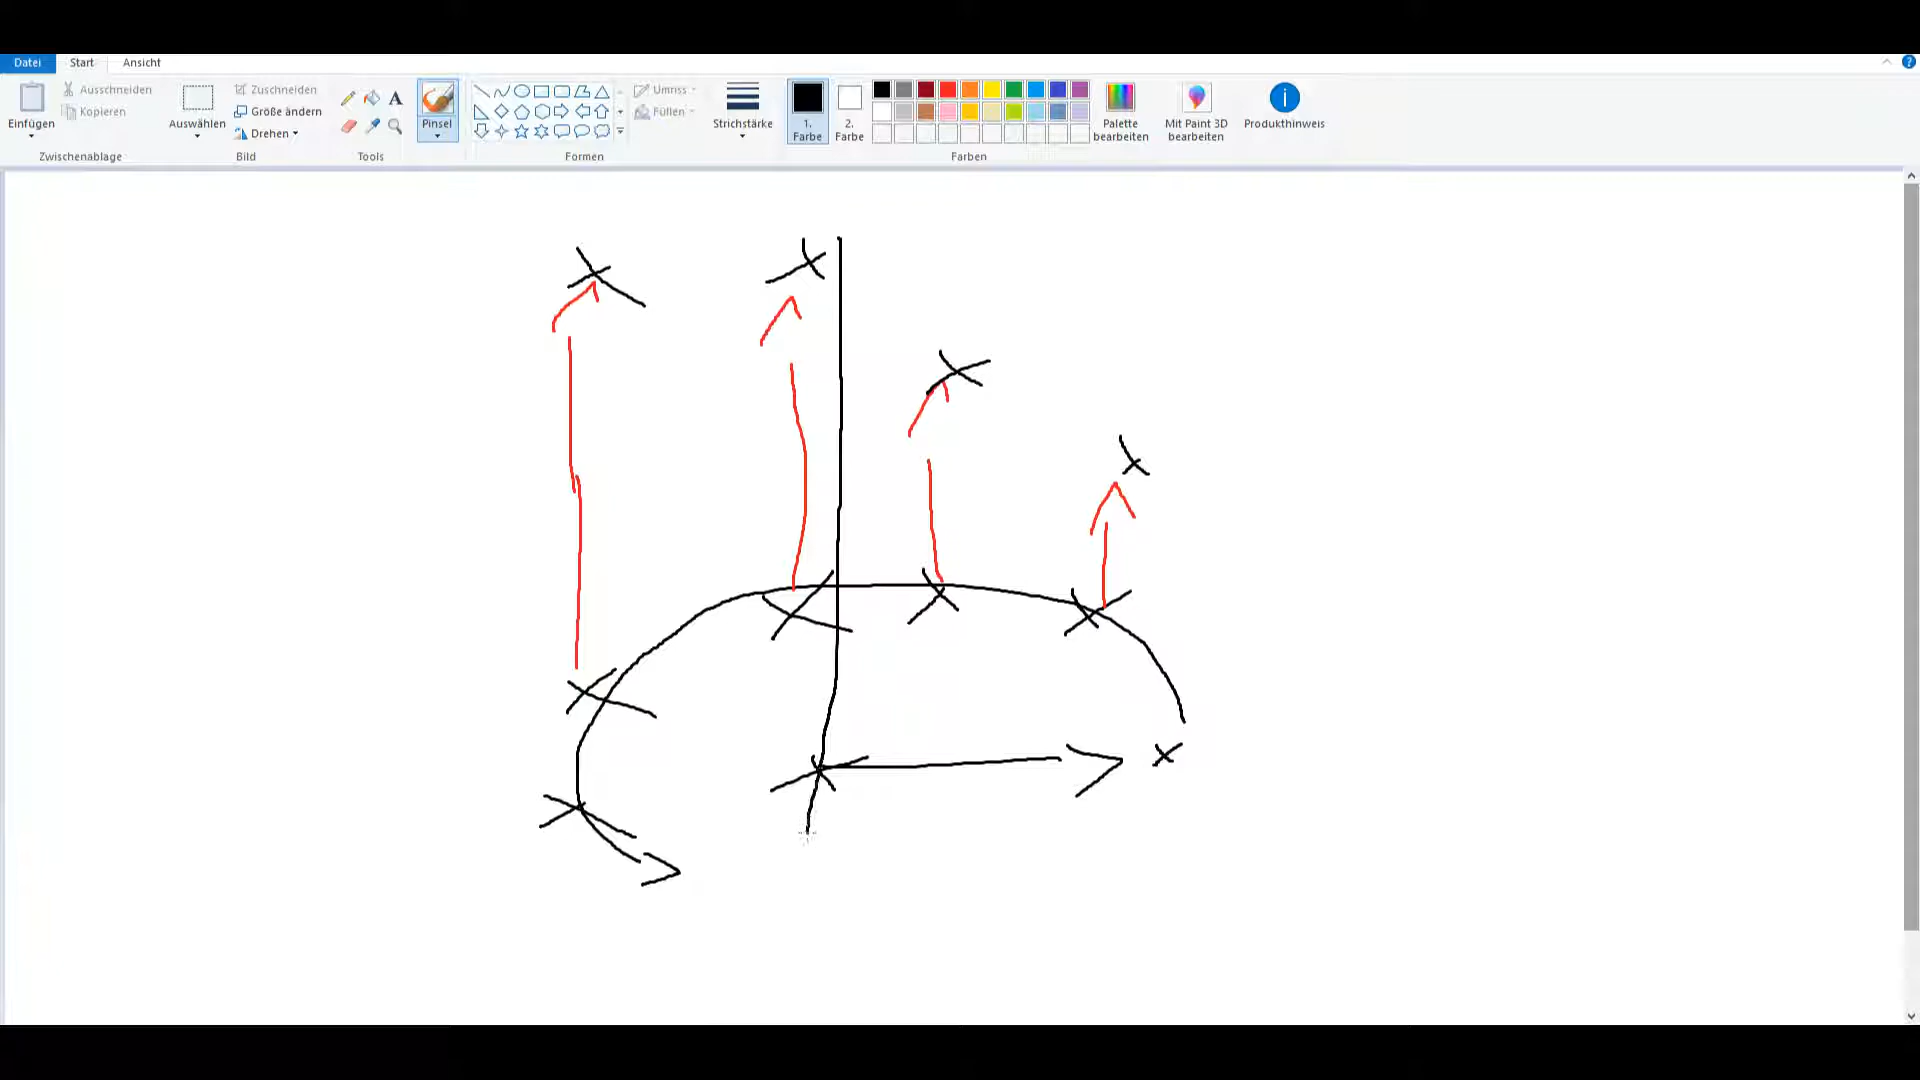 Datei Start Ansicht
Einfügen
Ausschneiden
Kopieren
Zwischenablage
Auswählen
Zuschneiden
Größe ändern
Drehen
Bild
A
Tools
Pinsel
Formen
Umriss
Füllen
Strichstärke
1. Farbe
2. Farbe
Farben
Palette bearbeiten
Mit Paint 3D bearbeiten
Produkthinweis